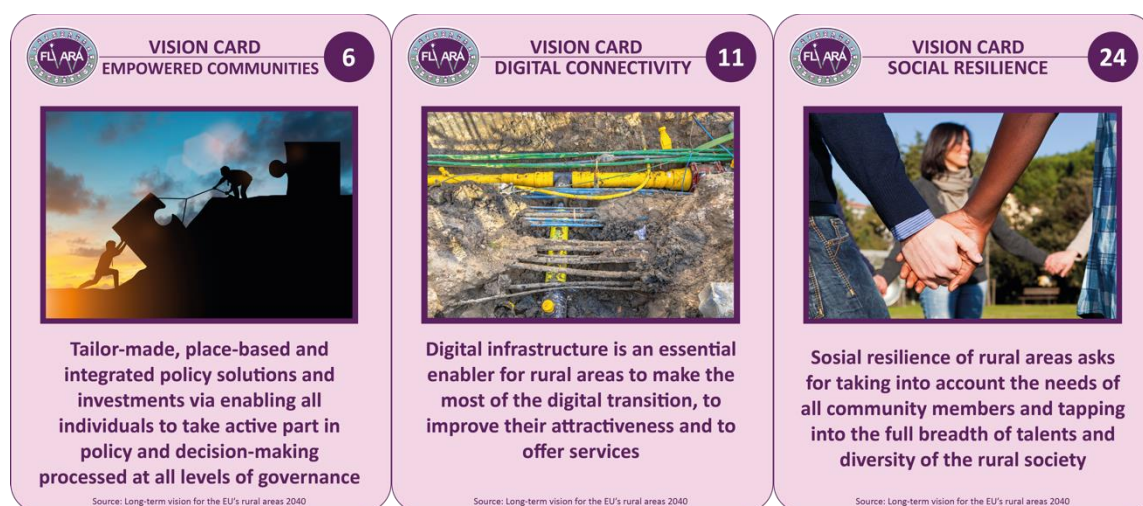 FLIARA
VISION CARD
EMPOWERED COMMUNITIES
6
Tailor-made, place-based and
integrated policy solutions and
investments via enabling all
individuals to take active part in
policy and decision-making
processed at all levels of governance
Source: Long-term vision for the EU's rural areas 2040
FLIARA
VISION CARD
DIGITAL CONNECTIVITY
11
Digital infrastructure is an essential
enabler for rural areas to make the
most of the digital transition, to
improve their attractiveness and to
offer services
Source: Long-term vision for the EU's rural areas 2040
FLIARA
VISION CARD
SOCIAL RESILIENCE
24
Sosial resilience of rural areas asks
for taking into account the needs of
all community members and tapping
into the full breadth of talents and
diversity of the rural society
Source: Long-term vision for the EU's rural areas 2040